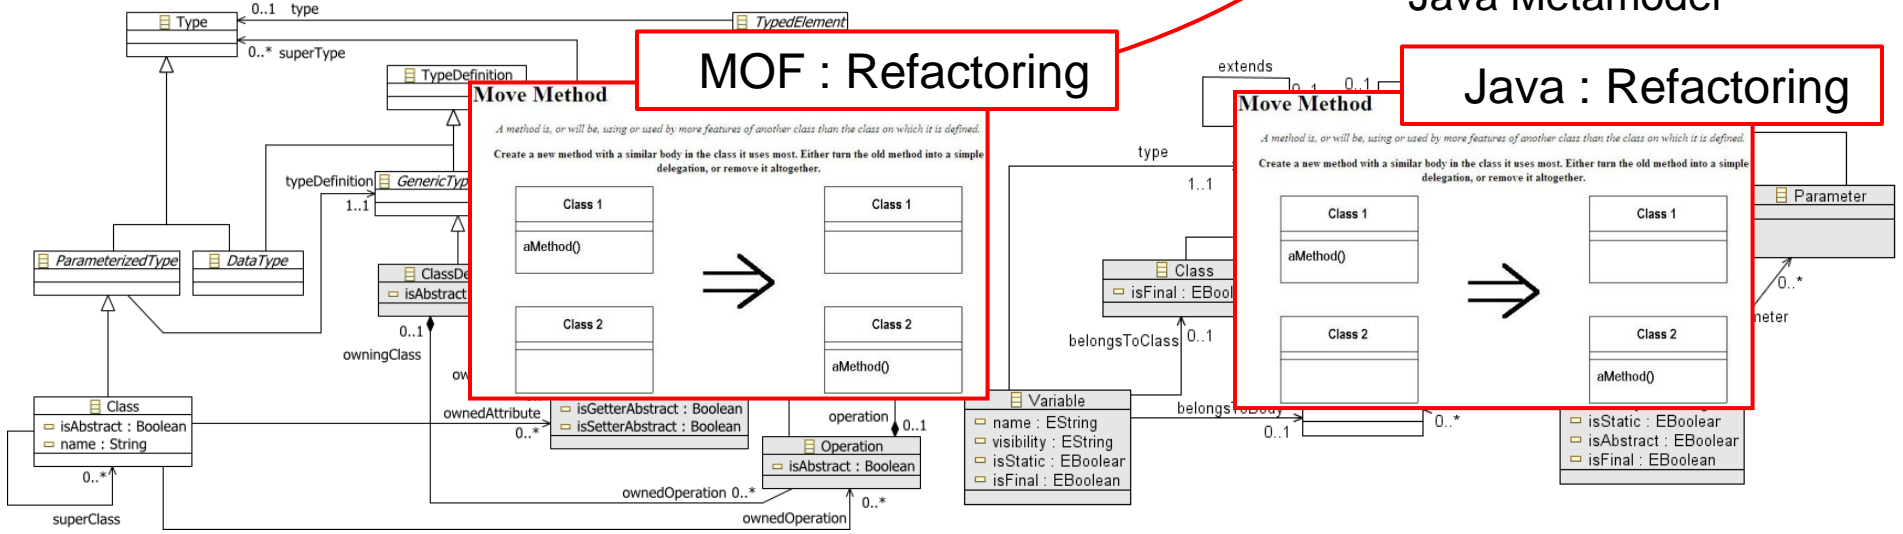 0..1 type
Type
TypedElement
0..* superType
TypeDefinition
typeDefinition
1..1
ParameterizedType
DataType
isAbstract
0..1
owningClass
Class
isAbstract : Boolean
name : String
0..*
superClass
ownedAttribute
0..*
isGetterAbstract : Boolean
isSetterAbstract : Boolean
operation
0..1
Operation
isAbstract : Boolean
ownedOperation 0..*
0..*
ownedOperation
MOF : Refactoring
Move Method
A method is, or will be, using or used by more features of another class than the class on which it is defined.
Create a new method with a similar body in the class it uses most. Either turn the old method into a simple
delegation, or remove it altogether.
Class 1
aMethod()
Class 1
Class 2
Class 2
aMethod()
Java Metamodel
extends
0..1
0..1
type
1..1
Class
isFinal : EBool
belongsToClass
0..1
Variable
name : EString
visibility : EString
isStatic : EBoolean
isFinal : EBoolean
belongsToBody
0..1
0..*
Java : Refactoring
Move Method
A method is, or will be, using or used by more features of another class than the class on which it is defined.
Create a new method with a similar body in the class it uses most. Either turn the old method into a simple
delegation, or remove it altogether.
Class 1
aMethod()
Class 1
Class 2
Class 2
aMethod()
Parameter
0..*
isStatic : EBoolean
isAbstract : EBoolean
isFinal : EBoolean